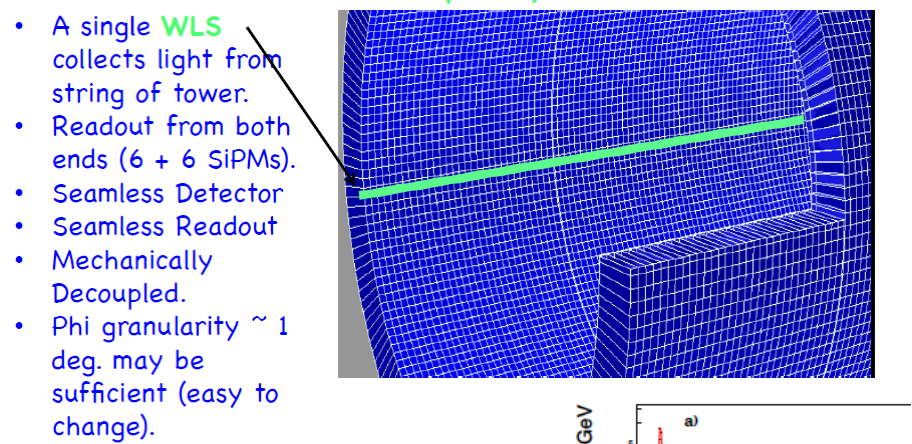 • A single WLS
collects light from
string of tower.
• Readout from both
ends (6 + 6 SiPMs).
• Seamless Detector
• Seamless Readout
• Mechanically
Decoupled.
• Phi granularity ~ 1
deg. may be
sufficient (easy to
change).
GeV
a)